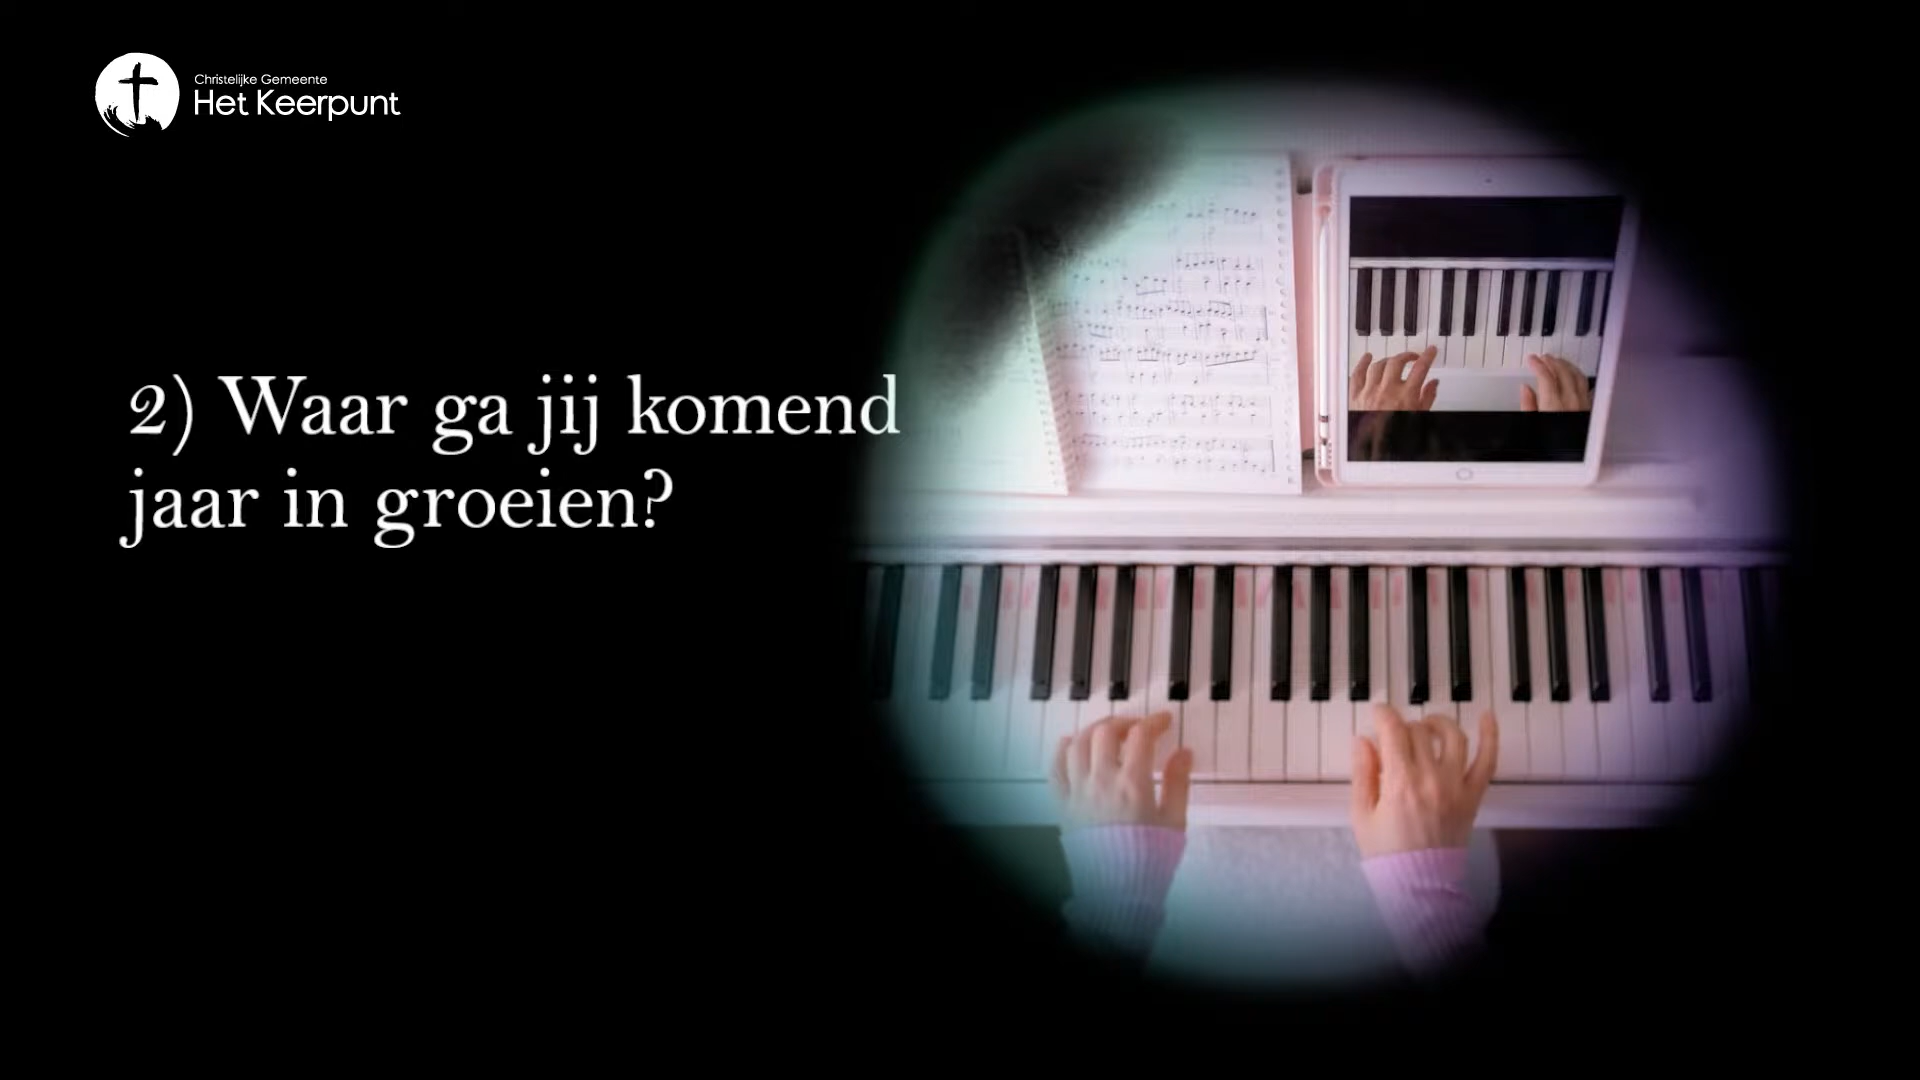 Christelijke Gemeente
Het Keerpunt
2) Waar ga jij komend
jaar in groeien?